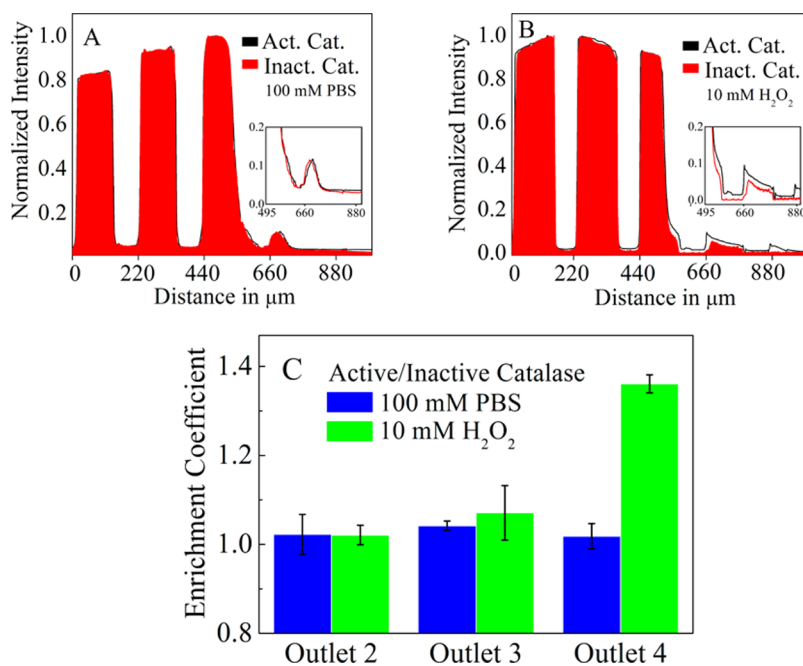 A
Act. Cat.
Inact. Cat.
100 mM PBS
Normalized Intensity
1.0
0.8
0.6
0.4
0.2
0.2
0.1
0.0
495 660 880
0 220 440 660 880
Distance in µm
B
Act. Cat.
Inact. Cat.
10 mM H₂O₂
Normalized Intensity
1.0
0.8
0.6
0.4
0.2
0.0
0.2
0.1
0.0
495 660 880
0 220 440 660 880
Distance in µm
C
Active/Inactive Catalase
100 mM PBS
10 mM H₂O₂
Enrichment Coefficient
1.4
1.2
1.0
0.8
Outlet 2 Outlet 3 Outlet 4